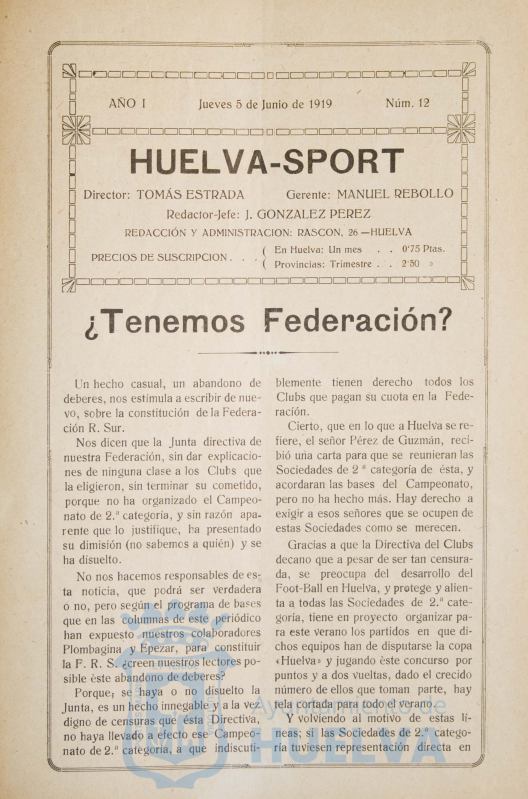 AÑO I
Jueves 5 de Junio de 1919
Núm. 12
HUELVA-SPORT
Director: TOMÁS ESTRADA
Gerente: MANUEL REBOLLO
Redactor-Jefe: J. GONZALEZ PEREZ
REDACCIÓN Y ADMINISTRACION: RASCON, 26 —HUELVA
PRECIOS DE SUSCRIPCION. . . ( En Huelva: Un mes . . 0'75 Ptas.
( Provincias: Trimestre . . 2'50 »
¿Tenemos Federación?
Un hecho casual, un abandono de
deberes, nos estimula a escribir de nue-
vo, sobre la constitución de la Federa-
ción R. Sur.
Nos dicen que la Junta directiva de
nuestra Federación, sin dar explicacio-
nes de ninguna clase a los Clubs que
la eligieron, sin terminar su cometido,
porque no ha organizado el Campeo-
nato de 2.ª categoría, y sin razón apa-
rente que lo justifique, ha presentado
su dimisión (no sabemos a quién) y se
ha disuelto.
No nos hacemos responsables de es-
ta noticia, que podrá ser verdadera
o no, pero según el programa de bases
que en las columnas de este periódico
han expuesto nuestros colaboradores
Plombagina y Epezar, para constituir
la F. R. S. ¿creen nuestros lectores po-
sible èste abandono de deberes?
Porque, se haya o no disuelto la
Junta, es un hecho innegable y a la vez
digno de censuras què ésta Directiva,
no haya llevado a efecto ese Campeo-
nato de 2.ª categoría, a que indiscuti-
blemente tienen derecho todos los
Clubs que pagan su cuota en la Fede-
ración.
Cierto, que en lo que a Huelva se re-
fiere, el señor Pérez de Guzmán, reci-
bió una carta para que se reunieran las
Sociedades de 2 ª categoría de ésta, y
acordaran las bases del Campeonato,
pero no ha hecho más. Hay derecho a
exigir a esos señores que se ocupen de
estas Sociedades como se merecen.
Gracias a que la Directiva del Clubs
decano que a pesar de ser tan censura-
da, se preocupa del desarrollo del
Foot-Ball en Huelva, y protege y alien-
ta a todas las Sociedades de 2.ª cate-
goría, tiene en proyecto organizar pa-
ra este verano los partidos en que di-
chos equipos han de disputarse la copa
«Huelva» y jugando èste concurso por
puntos y a dos vueltas, dado el crecido
número de ellos que toman parte, hay
tela cortada para todo el verano.
Y volviendo al motivo de estas lí-
neas; si las Sociedades de 2.ª catego-
ría tuviesen representación directa en
Ayuntamiento de
HUELVA